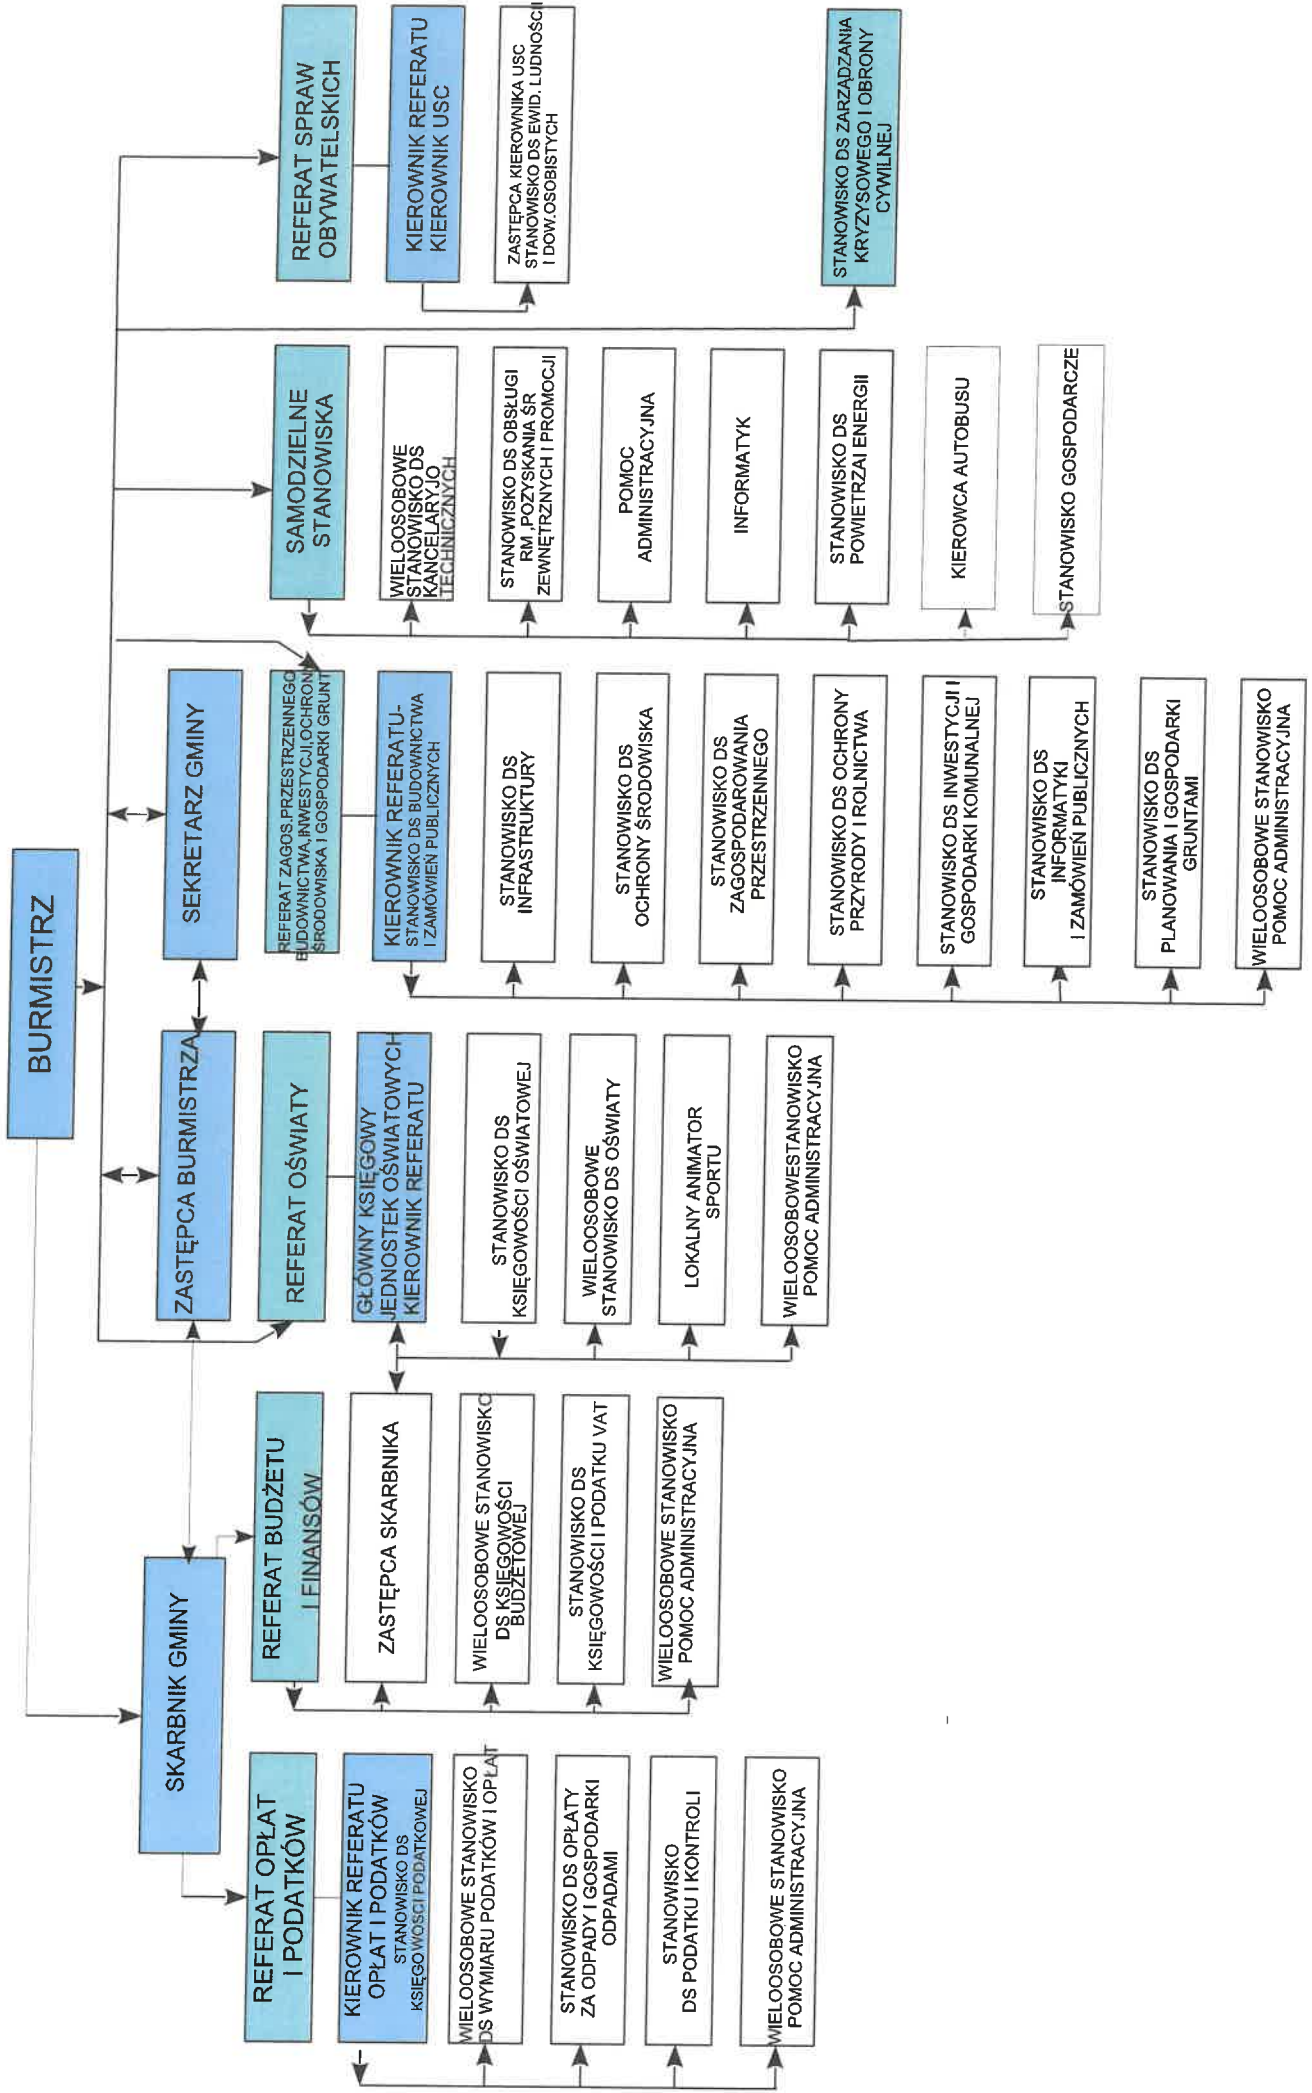 BURMISTRZ
SKARBNIK GMINY
ZASTĘPCA BURMISTRZA
SEKRETARZ GMINY
REFERAT OPŁAT
I PODATKÓW
KIEROWNIK REFERATU
OPŁAT I PODATKÓW
STANOWISKO DS
KSIĘGOWOŚCI PODATKOWEJ
WIELOOSOBOWE STANOWISKO
DS WYMIARU PODATKÓW I OPŁAT
STANOWISKO DS OPŁATY
ZA ODPADY I GOSPODARKI
ODPADAMI
STANOWISKO
DS PODATKU I KONTROLI
WIELOOSOBOWE STANOWISKO
POMOC ADMINISTRACYJNA
REFERAT BUDŻETU
I FINANSÓW
ZASTĘPCA SKARBNIKA
WIELOOSOBOWE STANOWISKO
DS KSIĘGOWOŚCI
BUDŻETOWEJ
STANOWISKO DS
KSIĘGOWOŚCI I PODATKU VAT
WIELOOSOBOWE STANOWISKO
POMOC ADMINISTRACYJNA
REFERAT OŚWIATY
GŁÓWNY KSIĘGOWY
JEDNOSTEK OŚWIATOWYCH
KIEROWNIK REFERATU
STANOWISKO DS
KSIĘGOWOŚCI OŚWIATOWEJ
WIELOOSOBOWE
STANOWISKO DS OŚWIATY
LOKALNY ANIMATOR
SPORTU
WIELOOSOBOWESTANOWISKO
POMOC ADMINISTRACYJNA
REFERAT ZAGOS.PRZESTRZENNEGO
BUDOWNICTWA,INWESTYCJI,OCHRONY
ŚRODOWISKA I GOSPODARKI GRUNT
KIEROWNIK REFERATU-
STANOWISKO DS BUDOWNICTWA
I ZAMÓWIEŃ PUBLICZNYCH
STANOWISKO DS
INFRASTRUKTURY
STANOWISKO DS
OCHRONY ŚRODOWISKA
STANOWISKO DS
ZAGOSPODAROWANIA
PRZESTRZENNEGO
STANOWISKO DS OCHRONY
PRZYRODY I ROLNICTWA
STANOWISKO DS INWESTYCJI I
GOSPODARKI KOMUNALNEJ
STANOWISKO DS
INFORMATYKI
I ZAMÓWIEŃ PUBLICZNYCH
STANOWISKO DS
PLANOWANIA I GOSPODARKI
GRUNTAMI
WIELOOSOBOWE STANOWISKO
POMOC ADMINISTRACYJNA
SAMODZIELNE
STANOWISKA
WIELOOSOBOWE
STANOWISKO DS
KANCELARYJO
TECHNICZNYCH
STANOWISKO DS OBSŁUGI
RM ,POZYSKANIA ŚR
ZEWNĘTRZNYCH I PROMOCJI
POMOC
ADMINISTRACYJNA
INFORMATYK
STANOWISKO DS
POWIETRZAI ENERGII
KIEROWCA AUTOBUSU
STANOWISKO GOSPODARCZE
REFERAT SPRAW
OBYWATELSKICH
KIEROWNIK REFERATU
KIEROWNIK USC
ZASTĘPCA KIEROWNIKA USC
STANOWISKO DS EWID. LUDNOŚCI
I DOW.OSOBISTYCH
STANOWISKO DS ZARZĄDZANIA
KRYZYSOWEGO I OBRONY
CYWILNEJ